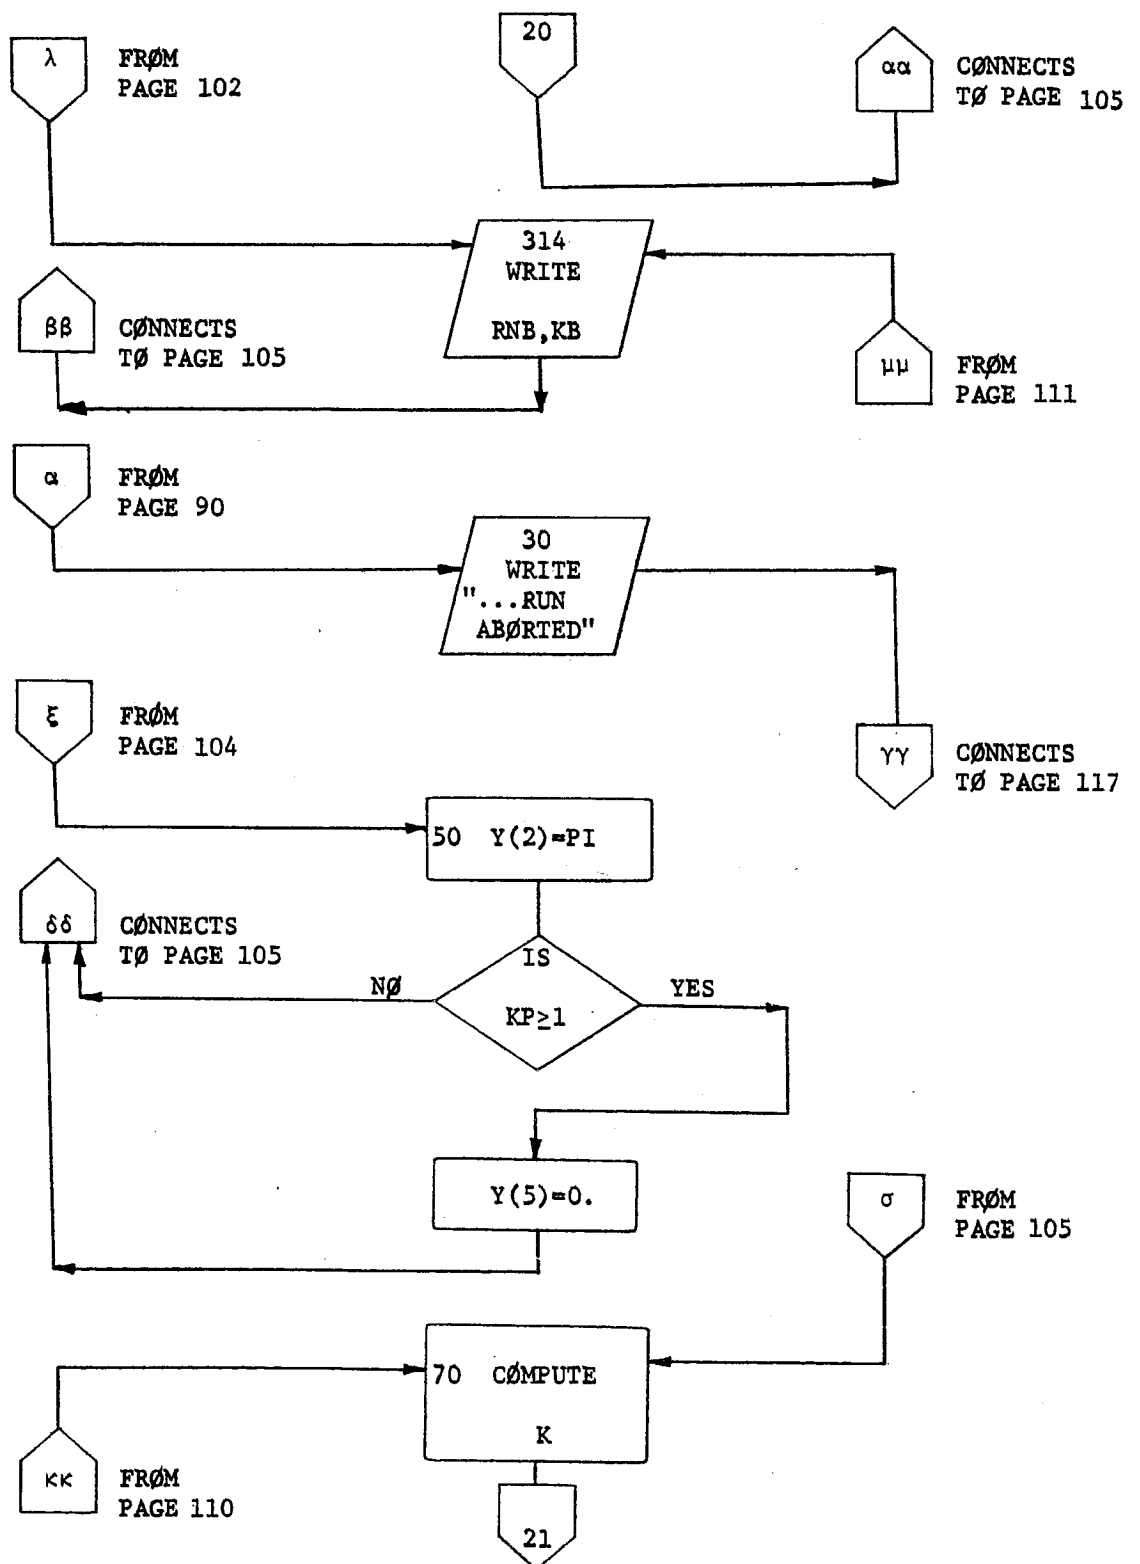 λ
FRØM
PAGE 102
20
αα
CØNNECTS
TØ PAGE 105
314
WRITE
RNB,KB
ββ
CØNNECTS
TØ PAGE 105
μμ
FRØM
PAGE 111
α
FRØM
PAGE 90
30
WRITE
"...RUN
ABØRTED"
ξ
FRØM
PAGE 104
γγ
CØNNECTS
TØ PAGE 117
50 Y(2)=PI
δδ
CØNNECTS
TØ PAGE 105
IS
KP≥1
NØ
YES
Y(5)=0.
σ
FRØM
PAGE 105
70 CØMPUTE
K
κκ
FRØM
PAGE 110
21